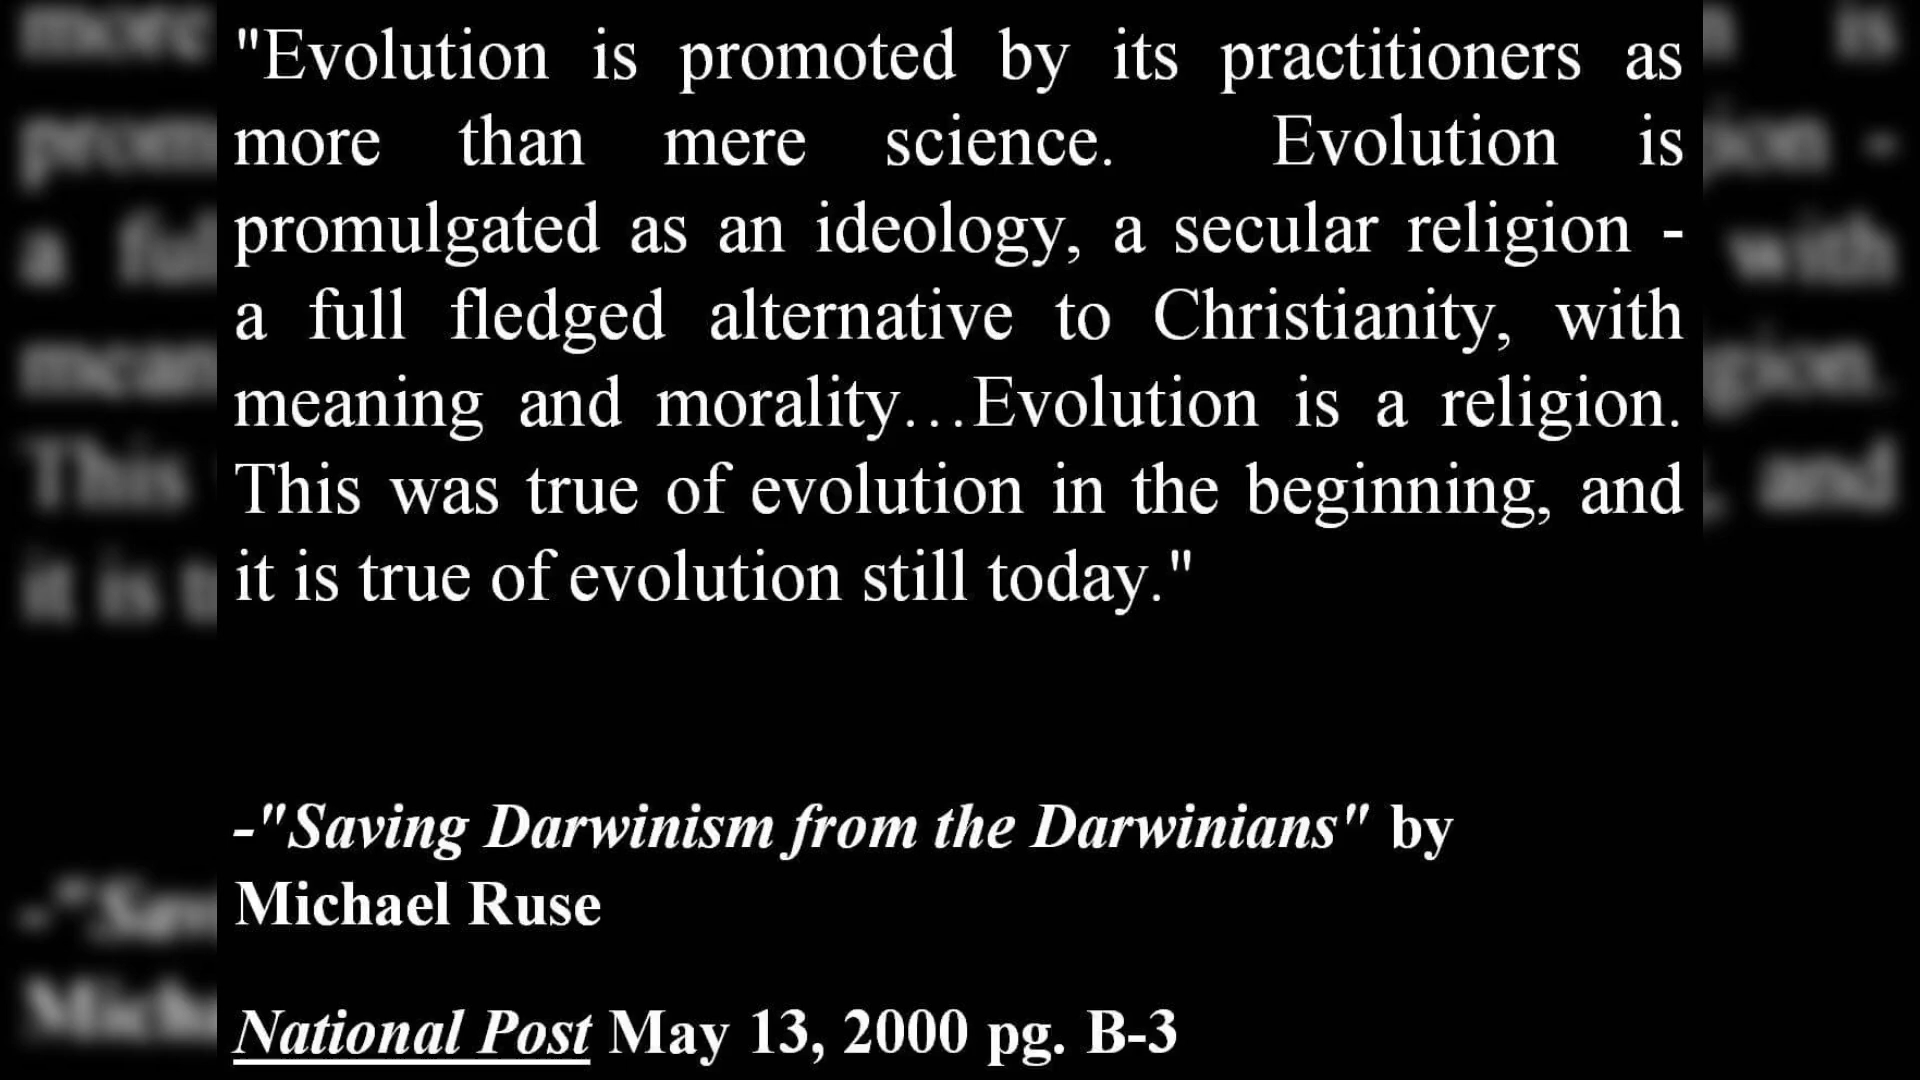 "Evolution is promoted by its practitioners as
more than mere science. Evolution is
promulgated as an ideology, a secular religion -
a full fledged alternative to Christianity, with
meaning and morality…Evolution is a religion.
This was true of evolution in the beginning, and
it is true of evolution still today."
-"Saving Darwinism from the Darwinians" by
Michael Ruse
National Post May 13, 2000 pg. B-3